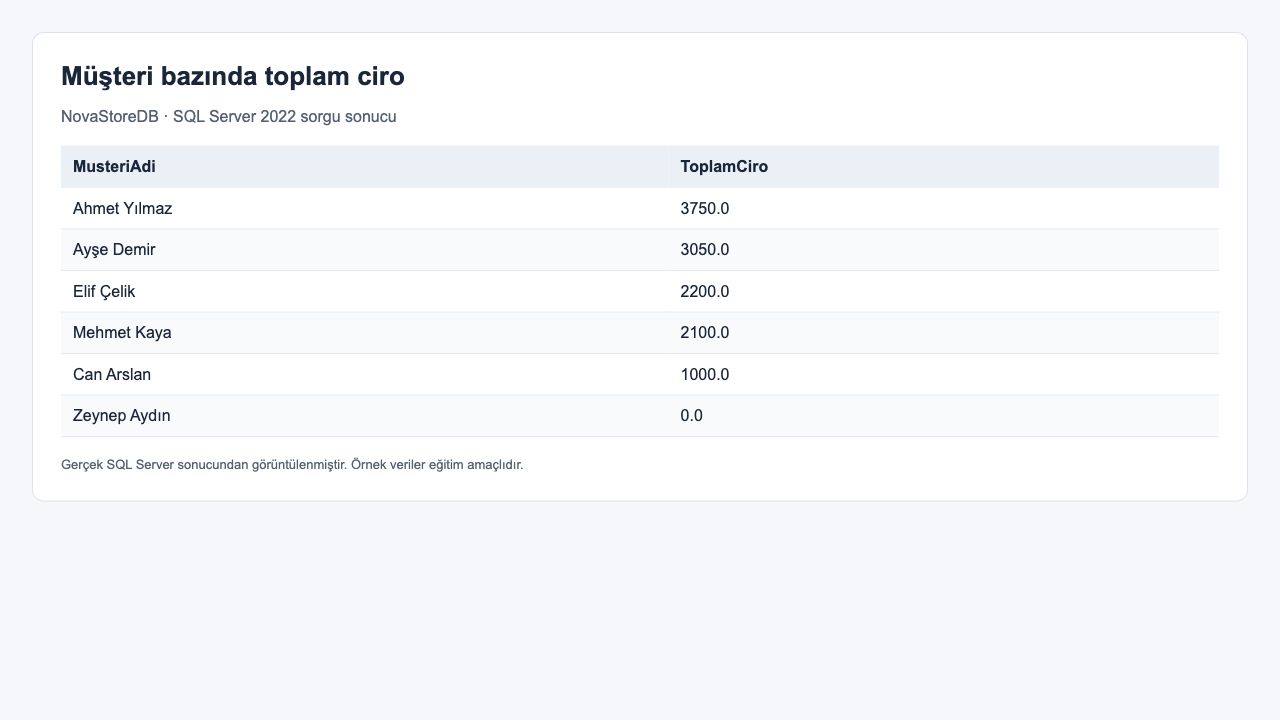 Müşteri bazında toplam ciro
NovaStoreDB · SQL Server 2022 sorgu sonucu
MusteriAdi ToplamCiro
Ahmet Yılmaz 3750.0
Ayşe Demir 3050.0
Elif Çelik 2200.0
Mehmet Kaya 2100.0
Can Arslan 1000.0
Zeynep Aydın 0.0
Gerçek SQL Server sonucundan görüntülenmiştir. Örnek veriler eğitim amaçlıdır.